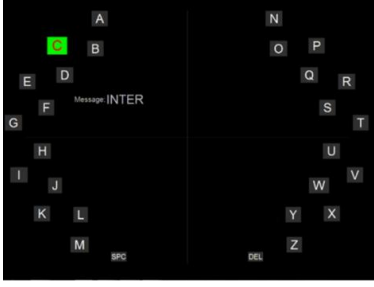 A N
C B O P
E D Q R
F Message: INTER S
G T
H U
I J W V
K L Y X
M Z
SPC DEL